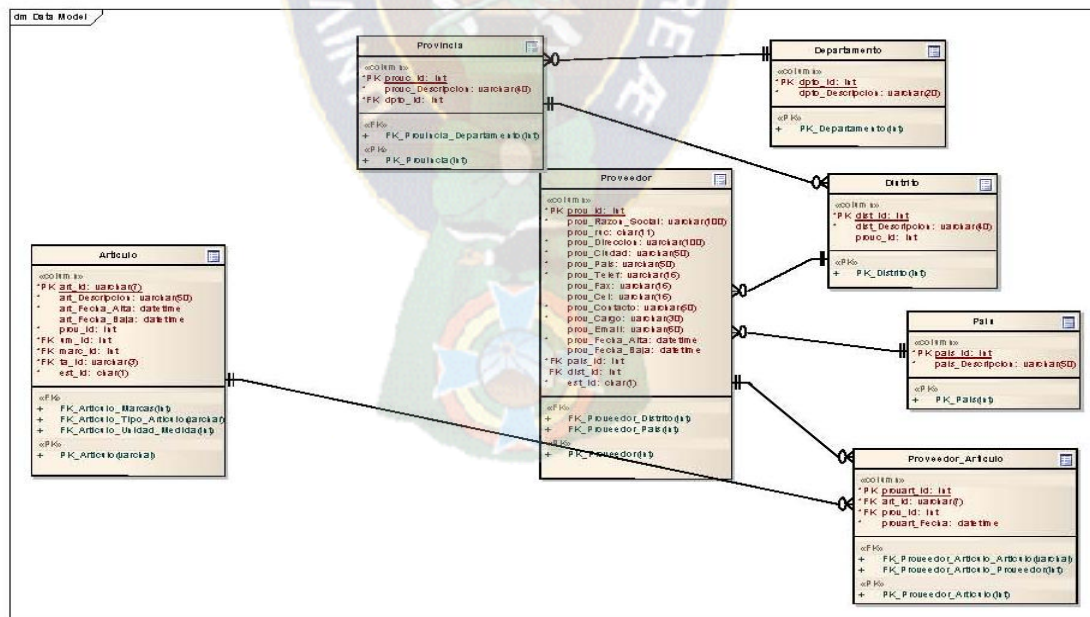 dm Data Model
Provincia
«column»
*PK provc_id: int
* provc_Descripcion: varchar(40)
*FK dpto_id: int
«FK»
+ FK_Provincia_Departamento(int)
«PK»
+ PK_Provincia(int)
Departamento
«column»
*PK dpto_id: int
* dpto_Descripcion: varchar(20)
«PK»
+ PK_Departamento(int)
Distrito
«column»
*PK dist_id: int
* dist_Descripcion: varchar(40)
provc_id: int
«PK»
+ PK_Distrito(int)
Proveedor
«column»
*PK prov_id: int
* prov_Razon_Social: varchar(100)
* prov_ruc: char(11)
* prov_Direccion: varchar(100)
* prov_Ciudad: varchar(50)
* prov_Pais: varchar(50)
* prov_Telef: varchar(16)
* prov_Fax: varchar(16)
prov_Cel: varchar(16)
* prov_Contacto: varchar(60)
* prov_Cargo: varchar(30)
* prov_Email: varchar(60)
* prov_Fecha_Alta: datetime
prov_Fecha_Baja: datetime
*FK pais_id: int
FK dist_id: int
* est_id: char(1)
«FK»
+ FK_Proveedor_Distrito(int)
+ FK_Proveedor_Pais(int)
«PK»
+ PK_Proveedor(int)
Articulo
«column»
*PK art_id: varchar(7)
* art_Descripcion: varchar(50)
* art_Fecha_Alta: datetime
art_Fecha_Baja: datetime
* prov_id: int
*FK um_id: int
*FK marc_id: int
*FK ta_id: varchar(3)
* est_id: char(1)
«FK»
+ FK_Articulo_Marcas(int)
+ FK_Articulo_Tipo_Articulo(varchar)
+ FK_Articulo_Unidad_Medida(int)
«PK»
+ PK_Articulo(varchar)
Pais
«column»
*PK pais_id: int
* pais_Descripcion: varchar(50)
«PK»
+ PK_Pais(int)
Proveedor_Articulo
«column»
*PK provart_id: int
*FK art_id: varchar(7)
*FK prov_id: int
* provart_Fecha: datetime
«FK»
+ FK_Proveedor_Articulo_Articulo(varchar)
+ FK_Proveedor_Articulo_Proveedor(int)
«PK»
+ PK_Proveedor_Articulo(int)